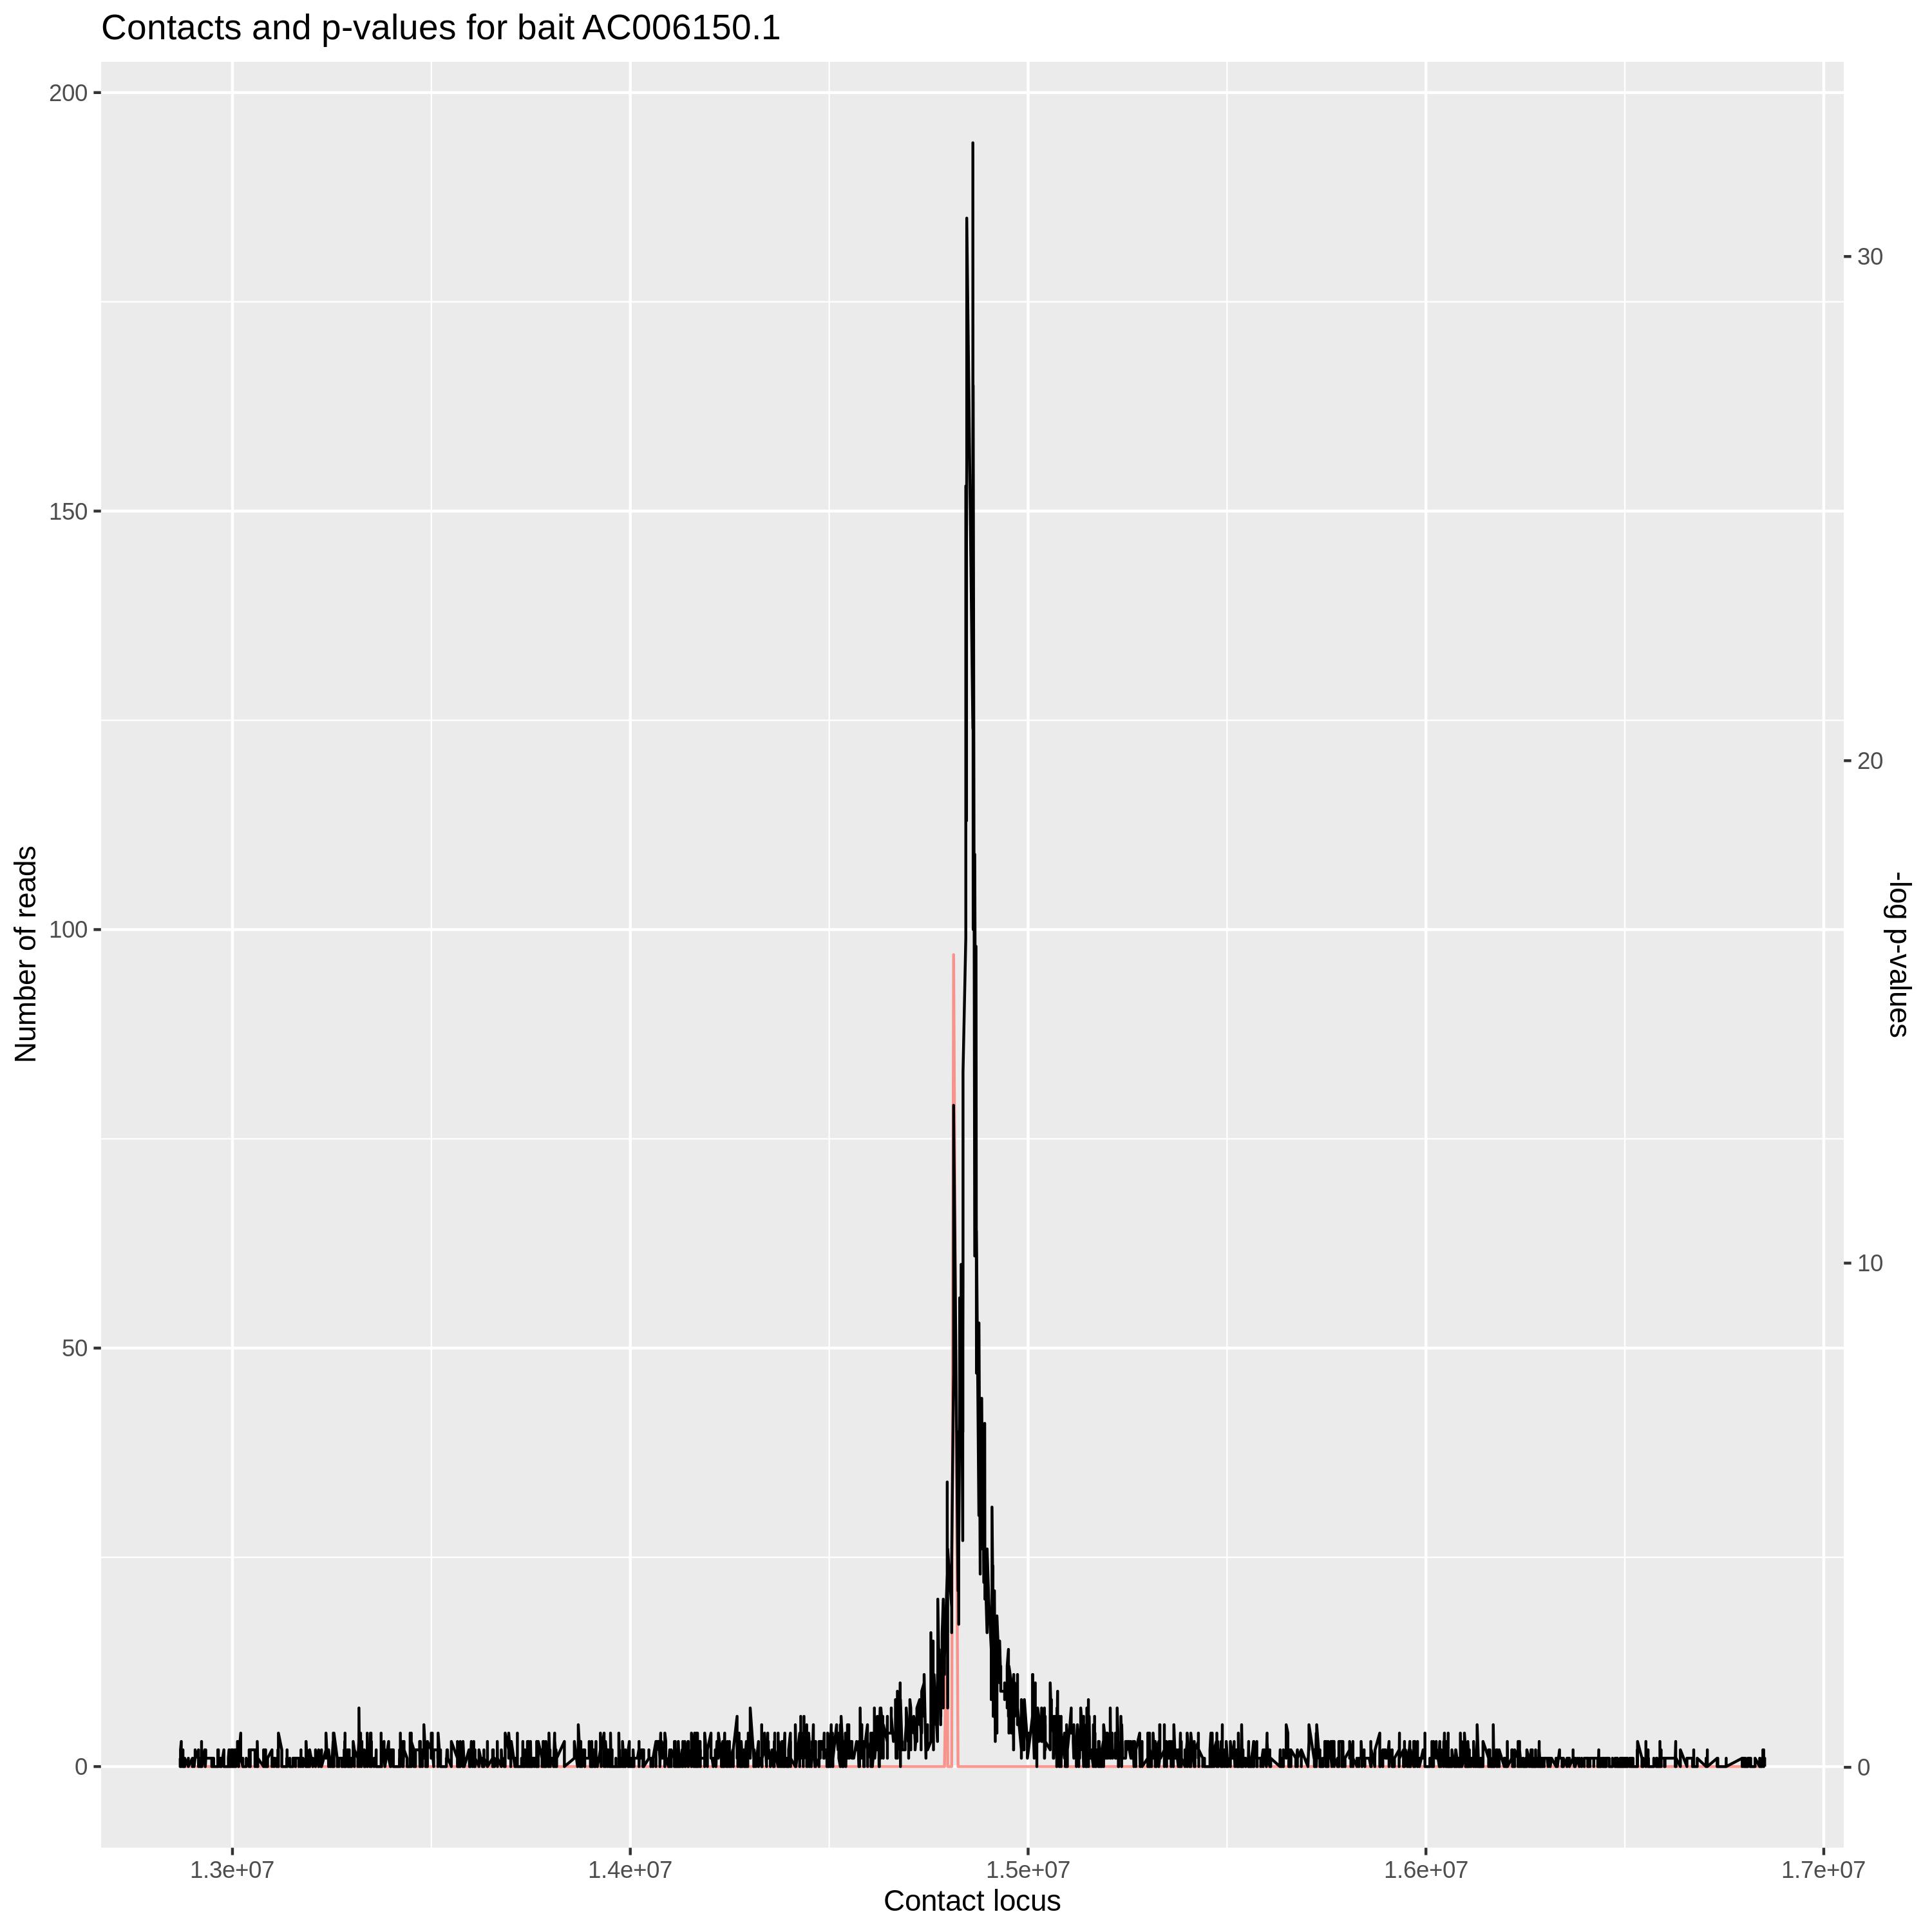 Contacts and p-values for bait AC006150.1
200
150
100
50
0
Number of reads
30
20
10
0
-log p-values
1.3e+07
1.4e+07
1.5e+07
1.6e+07
1.7e+07
Contact locus